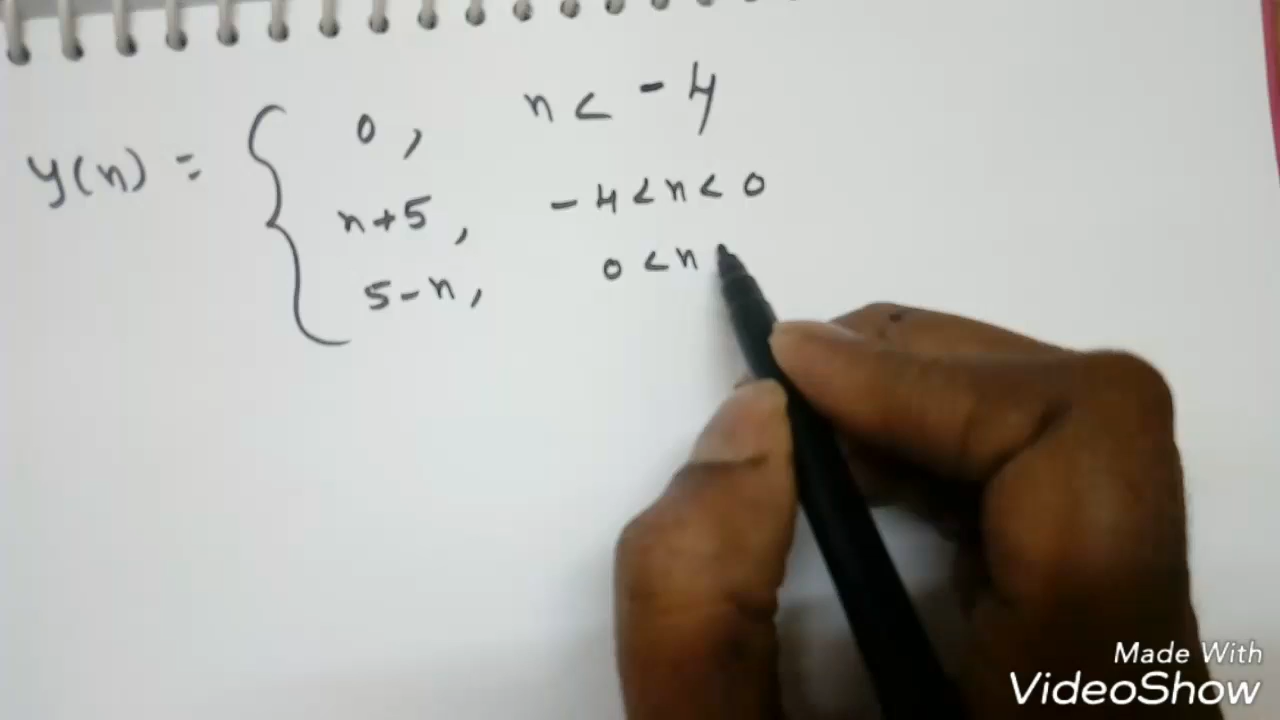 y(n) = { 0, n < -4
n+5, -4 < n < 0
5-n, 0 < n
Made With
VideoShow